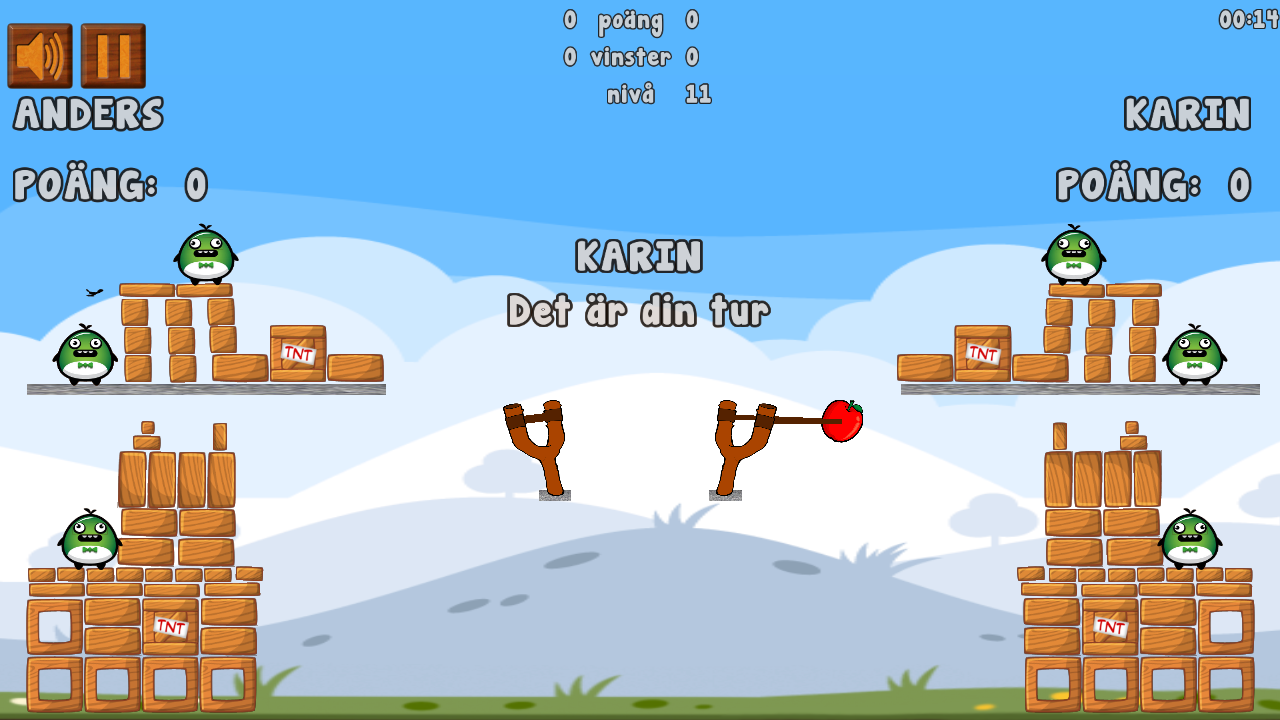 0 poäng 0
0 vinster 0
nivå 11
00:14
ANDERS
KARIN
POÄNG: 0
POÄNG: 0
KARIN
Det är din tur
TNT
TNT
TNT
TNT